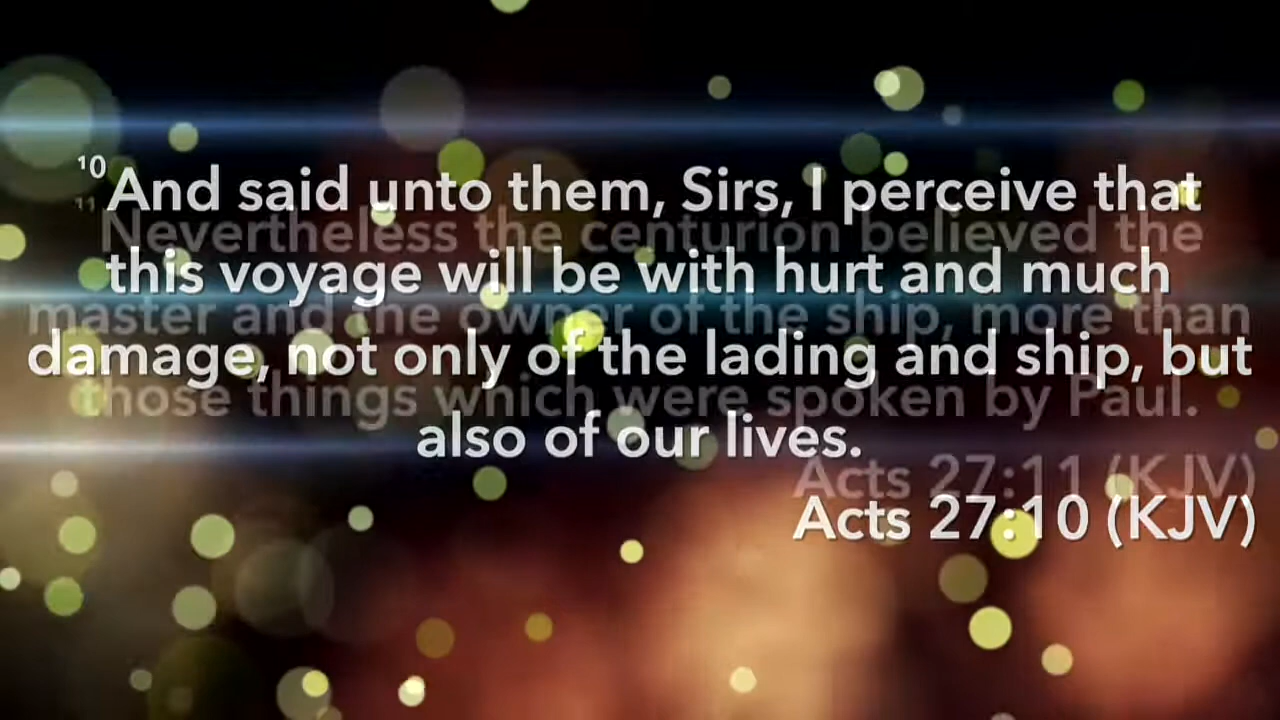 10 And said unto them, Sirs, I perceive that
this voyage will be with hurt and much
damage, not only of the lading and ship, but
also of our lives.
Acts 27:10 (KJV)
11 Nevertheless the centurion believed the
master and the owner of the ship, more than
those things which were spoken by Paul.
Acts 27:11 (KJV)